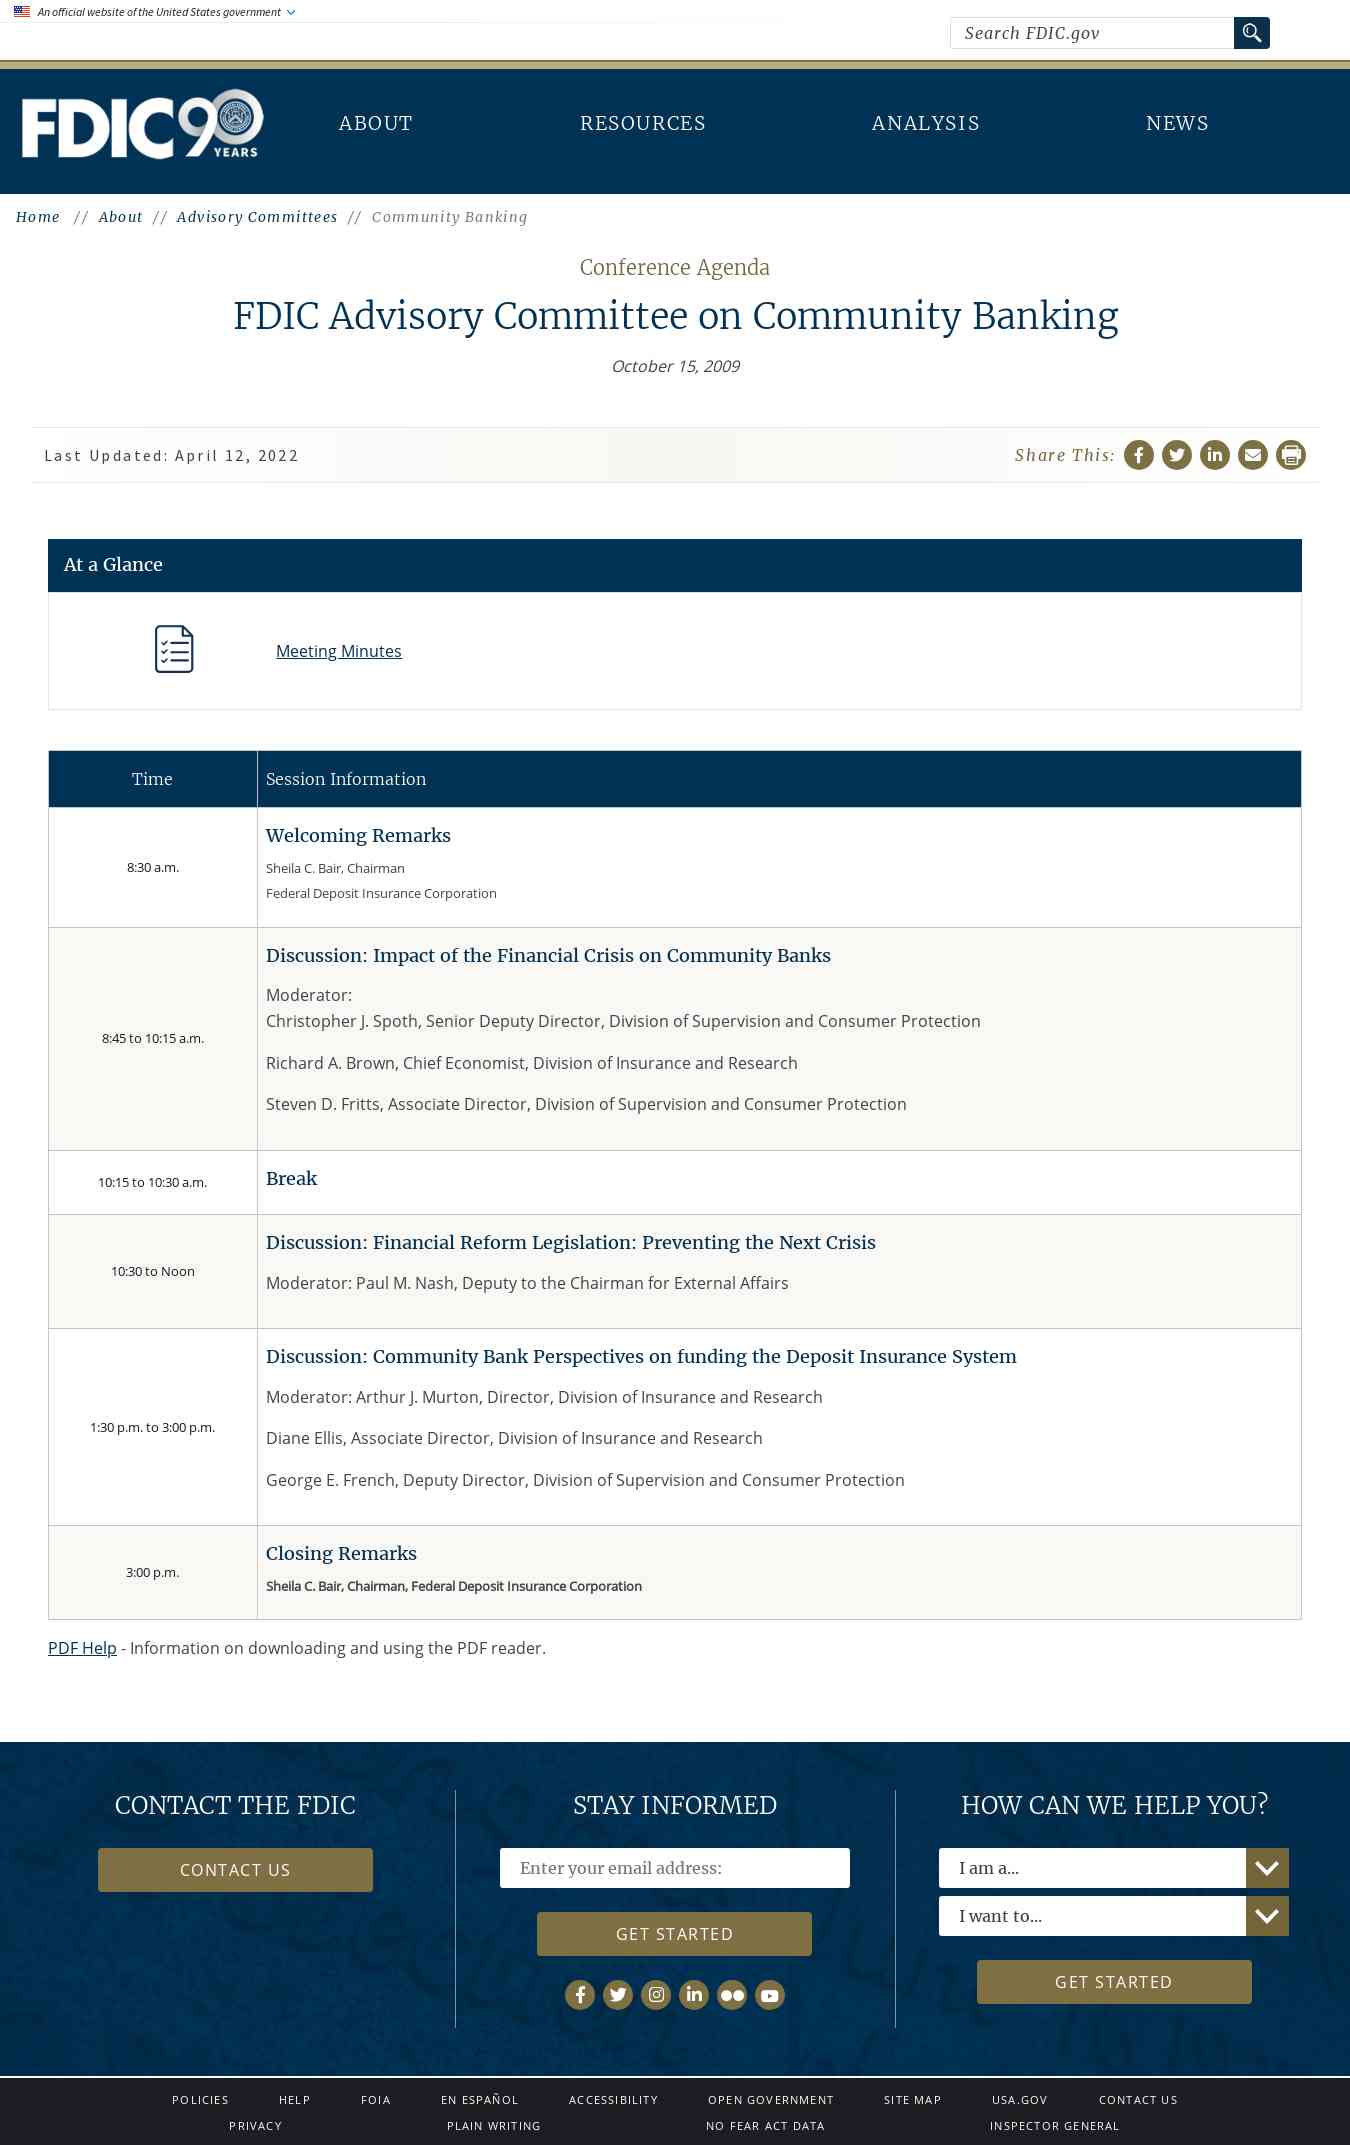 An official website of the United States government
Search FDIC.gov
FDIC 90 YEARS
ABOUT RESOURCES ANALYSIS NEWS
Home // About // Advisory Committees // Community Banking
Conference Agenda
FDIC Advisory Committee on Community Banking
October 15, 2009
Last Updated: April 12, 2022 Share This:
At a Glance
Meeting Minutes
Time Session Information
Welcoming Remarks
8:30 a.m.
Sheila C. Bair, Chairman
Federal Deposit Insurance Corporation
Discussion: Impact of the Financial Crisis on Community Banks
Moderator:
Christopher J. Spoth, Senior Deputy Director, Division of Supervision and Consumer Protection
8:45 to 10:15 a.m.
Richard A. Brown, Chief Economist, Division of Insurance and Research
Steven D. Fritts, Associate Director, Division of Supervision and Consumer Protection
10:15 to 10:30 a.m. Break
Discussion: Financial Reform Legislation: Preventing the Next Crisis
10:30 to Noon
Moderator: Paul M. Nash, Deputy to the Chairman for External Affairs
Discussion: Community Bank Perspectives on funding the Deposit Insurance System
Moderator: Arthur J. Murton, Director, Division of Insurance and Research
1:30 p.m. to 3:00 p.m.
Diane Ellis, Associate Director, Division of Insurance and Research
George E. French, Deputy Director, Division of Supervision and Consumer Protection
Closing Remarks
3:00 p.m.
Sheila C. Bair, Chairman, Federal Deposit Insurance Corporation
PDF Help - Information on downloading and using the PDF reader.
CONTACT THE FDIC
CONTACT US
STAY INFORMED
Enter your email address:
GET STARTED
HOW CAN WE HELP YOU?
I am a...
I want to...
GET STARTED
POLICIES HELP FOIA EN ESPAÑOL ACCESSIBILITY OPEN GOVERNMENT SITE MAP USA.GOV CONTACT US
PRIVACY PLAIN WRITING NO FEAR ACT DATA INSPECTOR GENERAL